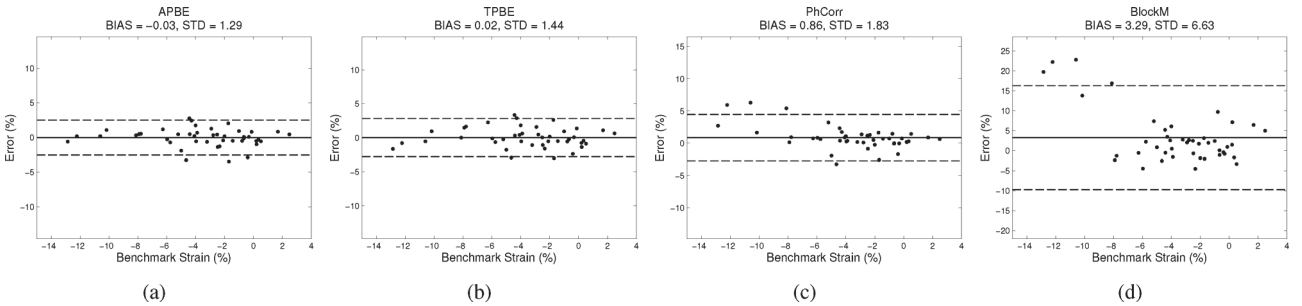 APBE
BIAS = −0.03, STD = 1.29
Error (%)
10
5
0
−5
−10
−14 −12 −10 −8 −6 −4 −2 0 2 4
Benchmark Strain (%)
(a)
TPBE
BIAS = 0.02, STD = 1.44
Error (%)
10
5
0
−5
−10
−14 −12 −10 −8 −6 −4 −2 0 2 4
Benchmark Strain (%)
(b)
PhCorr
BIAS = 0.86, STD = 1.83
Error (%)
15
10
5
0
−5
−10
−14 −12 −10 −8 −6 −4 −2 0 2 4
Benchmark Strain (%)
(c)
BlockM
BIAS = 3.29, STD = 6.63
Error (%)
25
20
15
10
5
0
−5
−10
−15
−20
−14 −12 −10 −8 −6 −4 −2 0 2 4
Benchmark Strain (%)
(d)